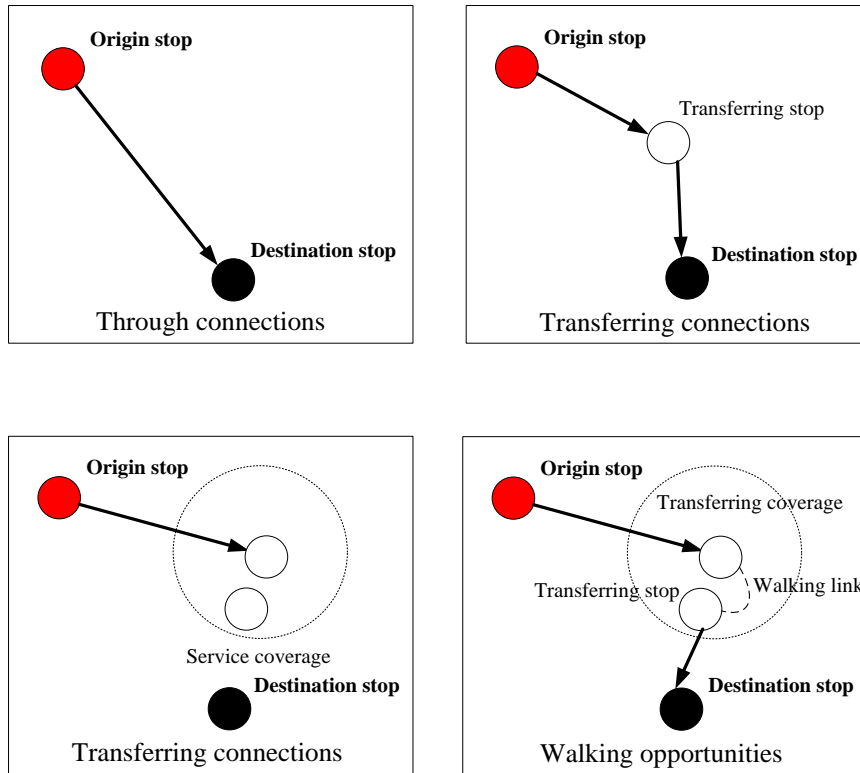 Origin stop
Destination stop
Through connections
Origin stop
Transferring stop
Destination stop
Transferring connections
Origin stop
Service coverage
Destination stop
Transferring connections
Origin stop
Transferring coverage
Walking link
Transferring stop
Destination stop
Walking opportunities